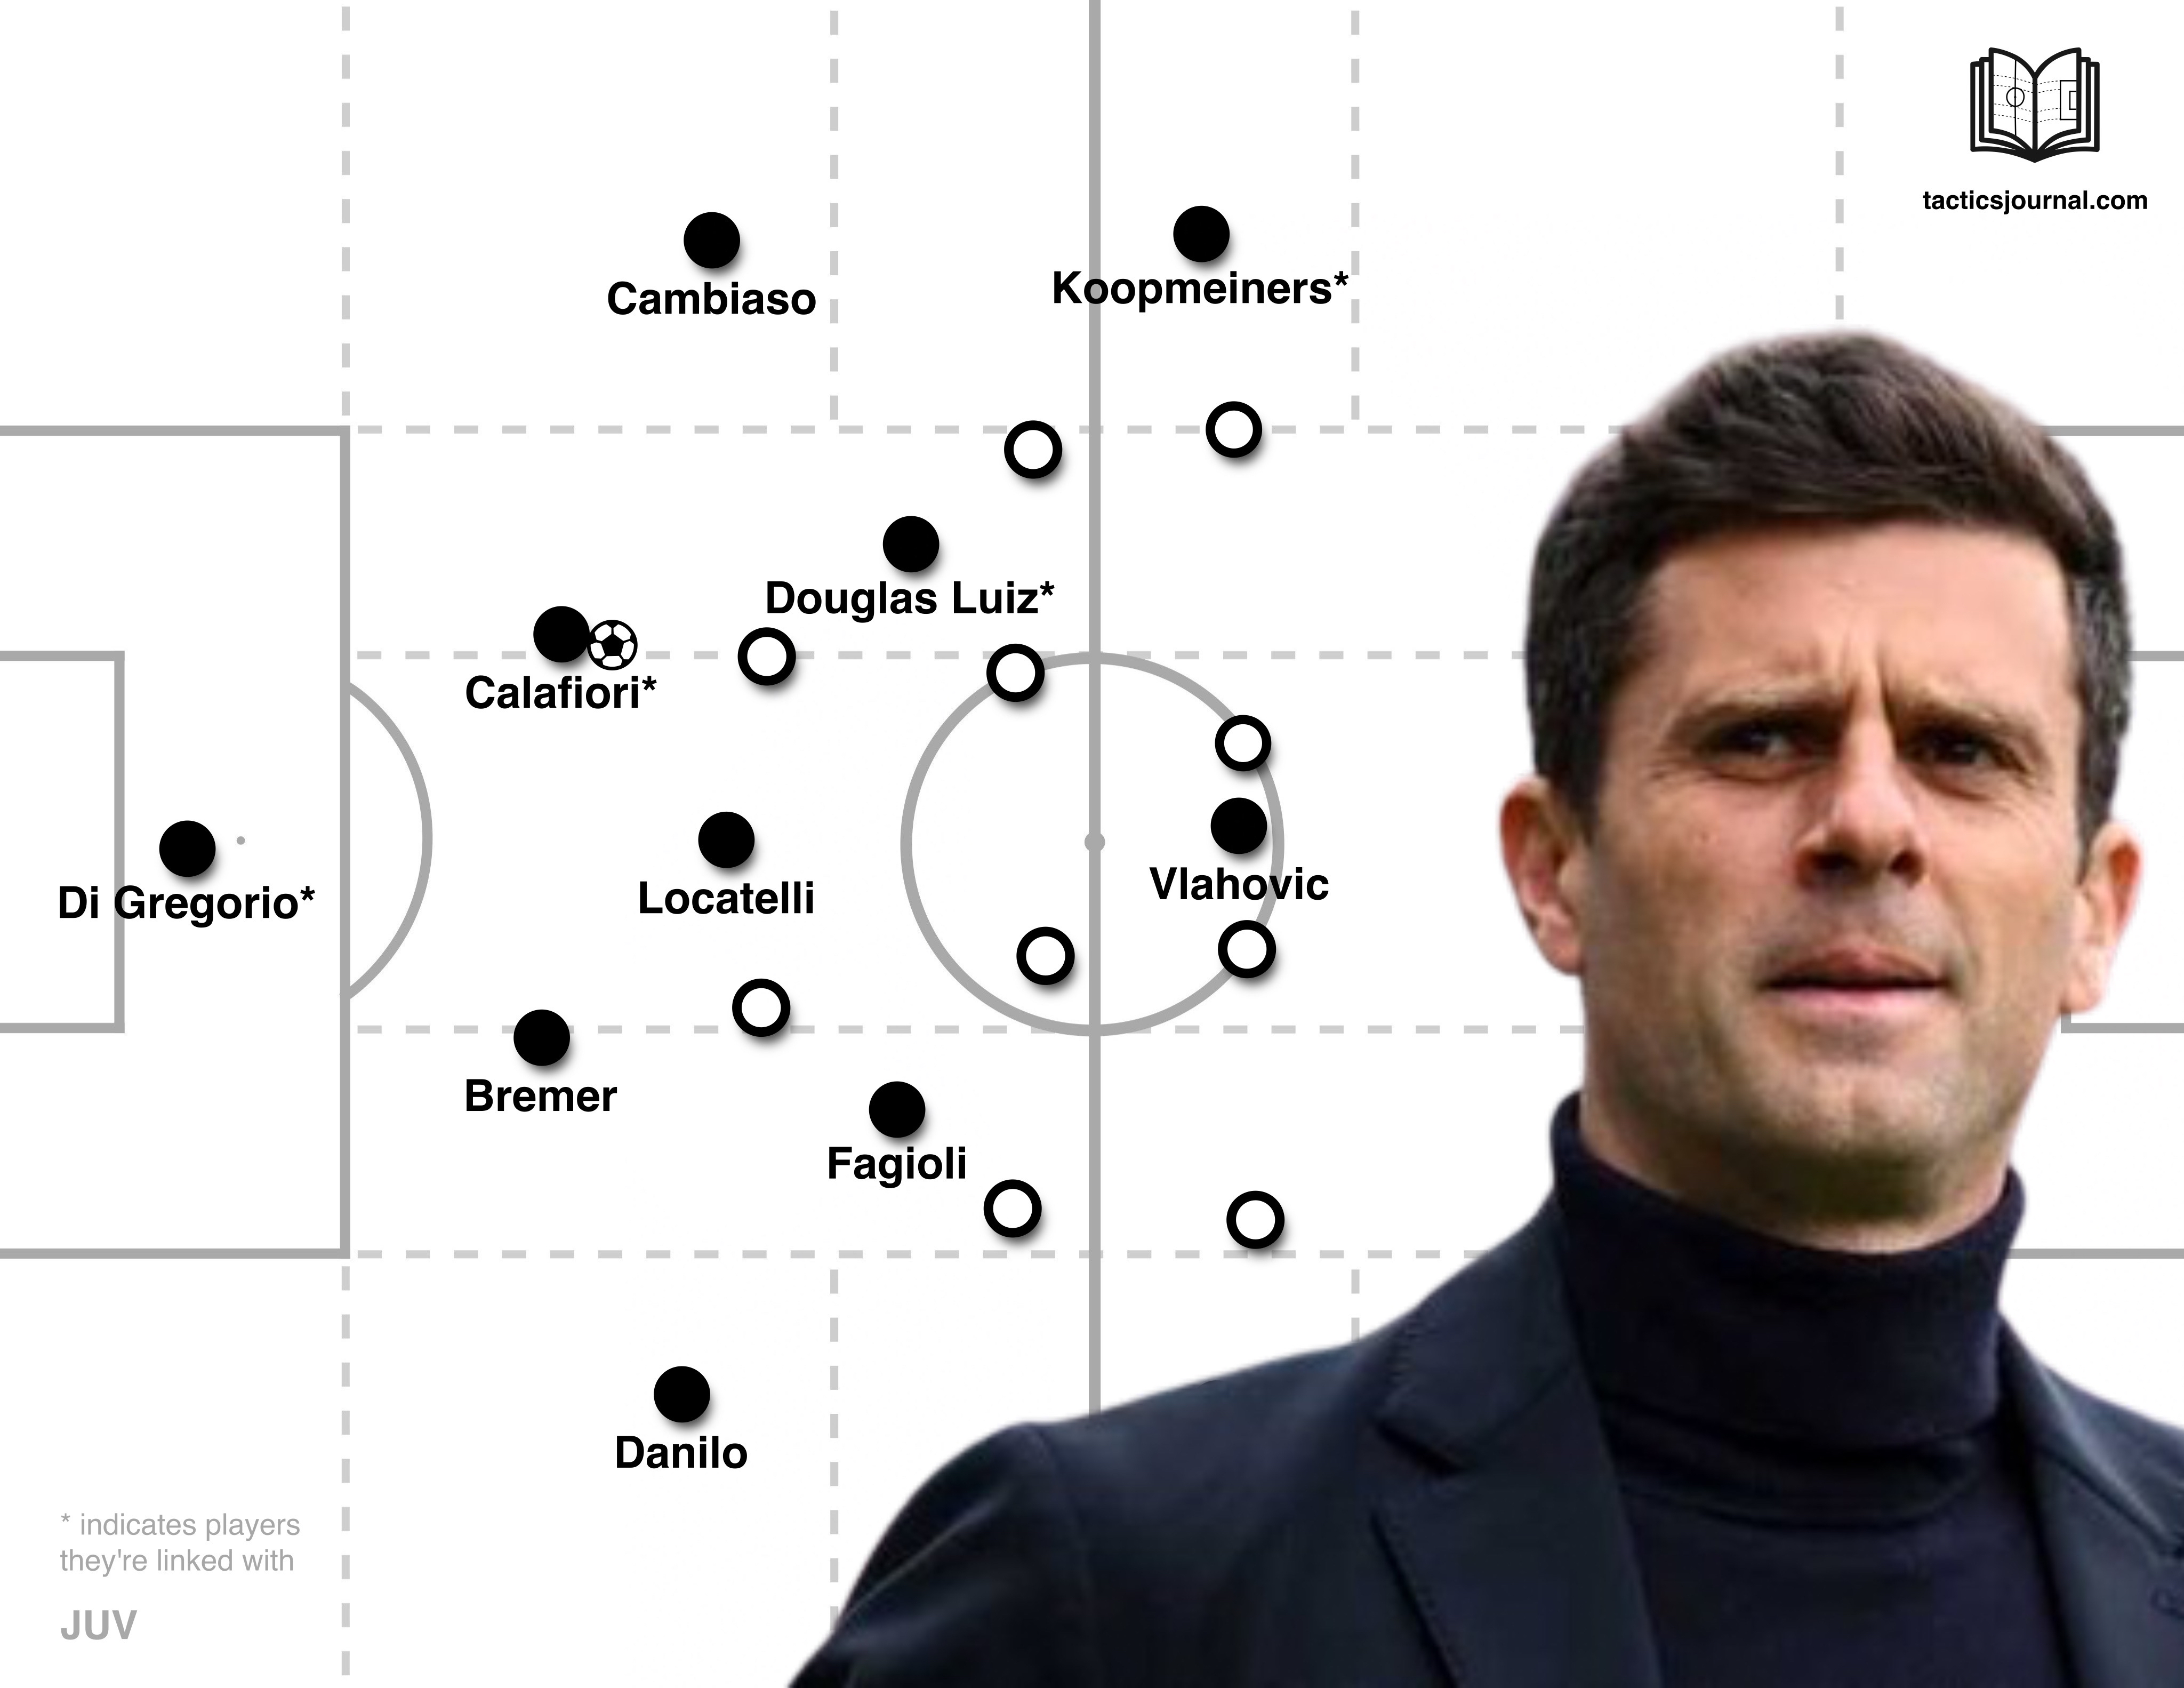 tacticsjournal.com
Cambiaso
Koopmeiners*
Douglas Luiz*
Calafiori*
Di Gregorio*
Locatelli
Vlahovic
Bremer
Fagioli
Danilo
* indicates players
they're linked with
JUV